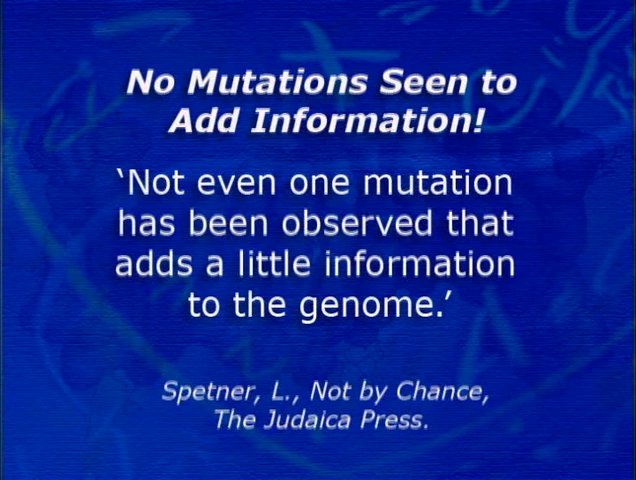 No Mutations Seen to
Add Information!
‘Not even one mutation
has been observed that
adds a little information
to the genome.’
Spetner, L., Not by Chance,
The Judaica Press.